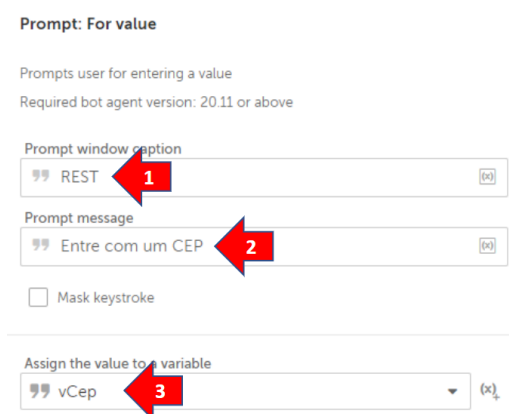 Prompt: For value
Prompts user for entering a value
Required bot agent version: 20.11 or above
Prompt window caption
REST
1
(x)
Prompt message
Entre com um CEP
2
(x)
Mask keystroke
Assign the value to a variable
vCep
3
(x)+